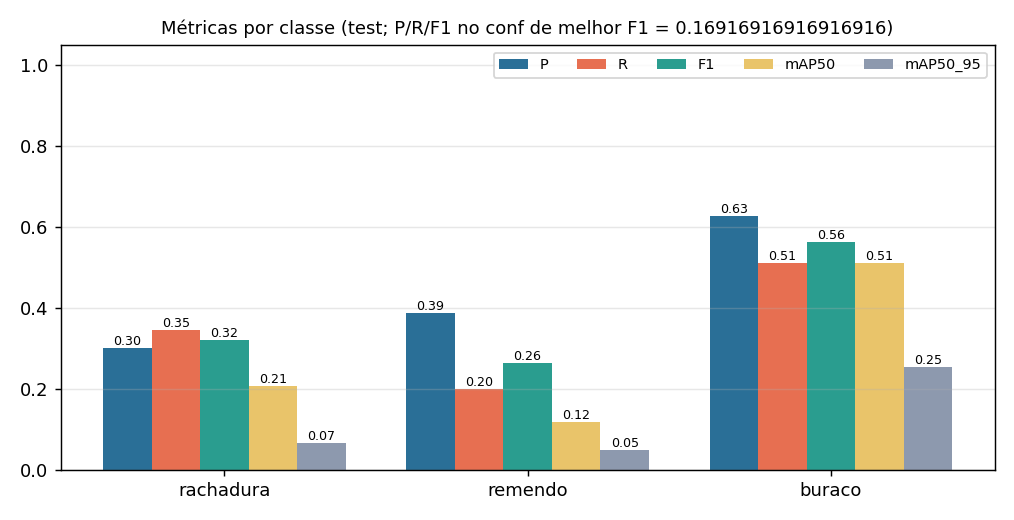 Métricas por classe (test; P/R/F1 no conf de melhor F1 = 0.16916916916916916)
P R F1 mAP50 mAP50_95
1.0
0.8
0.6
0.4
0.2
0.0
0.30 0.35 0.32 0.21 0.07
0.39 0.20 0.26 0.12 0.05
0.63 0.51 0.56 0.51 0.25
rachadura remendo buraco